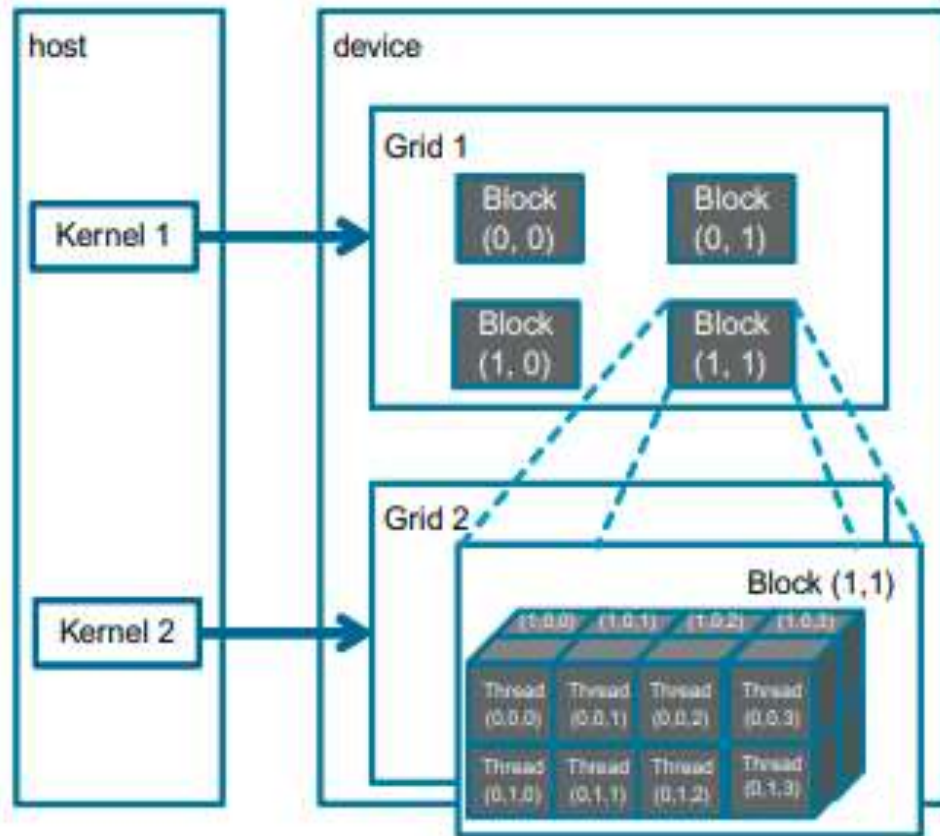 host
device
Grid 1
Kernel 1
Block
(0, 0)
Block
(0, 1)
Block
(1, 0)
Block
(1, 1)
Grid 2
Kernel 2
Block (1,1)
(1,0,0) (1,0,1) (1,0,2) (1,0,3)
Thread
(0,0,0)
Thread
(0,0,1)
Thread
(0,0,2)
Thread
(0,0,3)
Thread
(0,1,0)
Thread
(0,1,1)
Thread
(0,1,2)
Thread
(0,1,3)